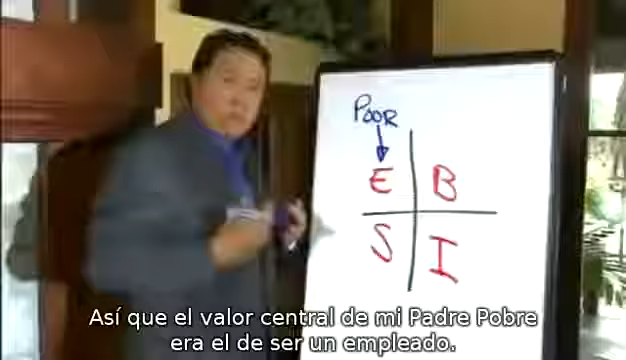 POOR
E B
S I
Así que el valor central de mi Padre Pobre
era el de ser un empleado.